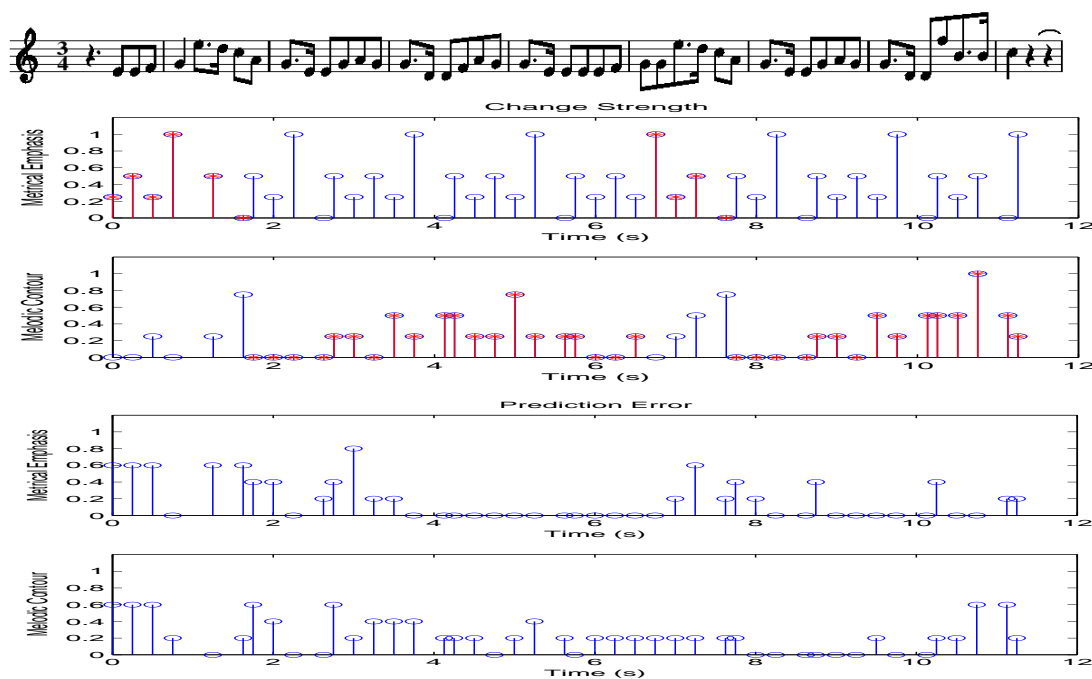 3
4
Change Strength
Metrical Emphasis
1
0.8
0.6
0.4
0.2
0
0 2 4 6 8 10 12
Time (s)
Melodic Contour
1
0.8
0.6
0.4
0.2
0
0 2 4 6 8 10 12
Time (s)
Prediction Error
Metrical Emphasis
1
0.8
0.6
0.4
0.2
0
0 2 4 6 8 10 12
Time (s)
Melodic Contour
1
0.8
0.6
0.4
0.2
0
0 2 4 6 8 10 12
Time (s)